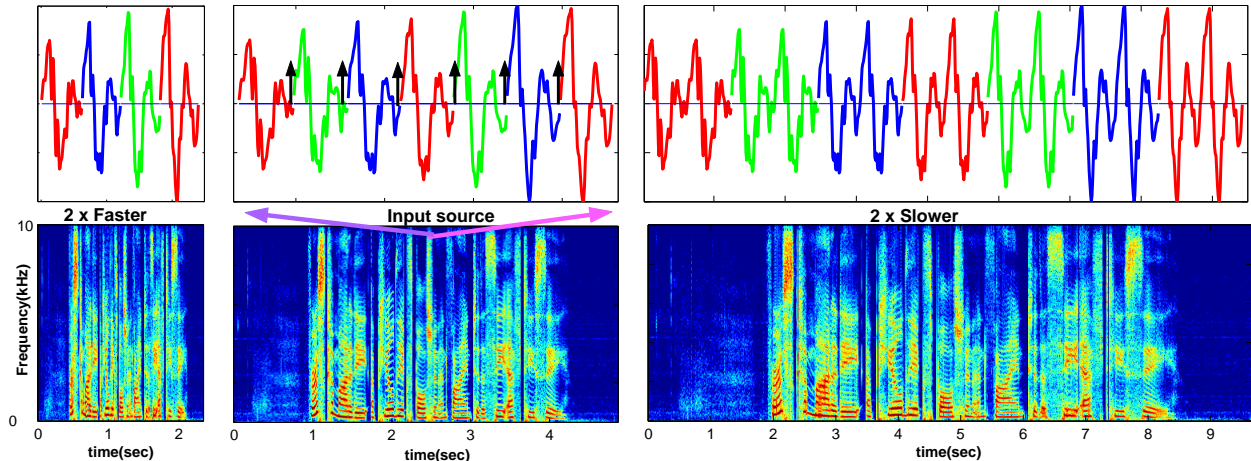 2 x Faster
Input source
2 x Slower
10
Frequency(kHz)
0
0 1 2
0 1 2 3 4
0 1 2 3 4 5 6 7 8 9
time(sec)
time(sec)
time(sec)